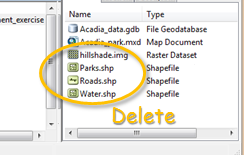 ment_exercise
Name Type
Acadia_data.gdb File Geodatabase
Acadia_park.mxd Map Document
hillshade.img Raster Dataset
Parks.shp Shapefile
Roads.shp Shapefile
Water.shp Shapefile
Delete